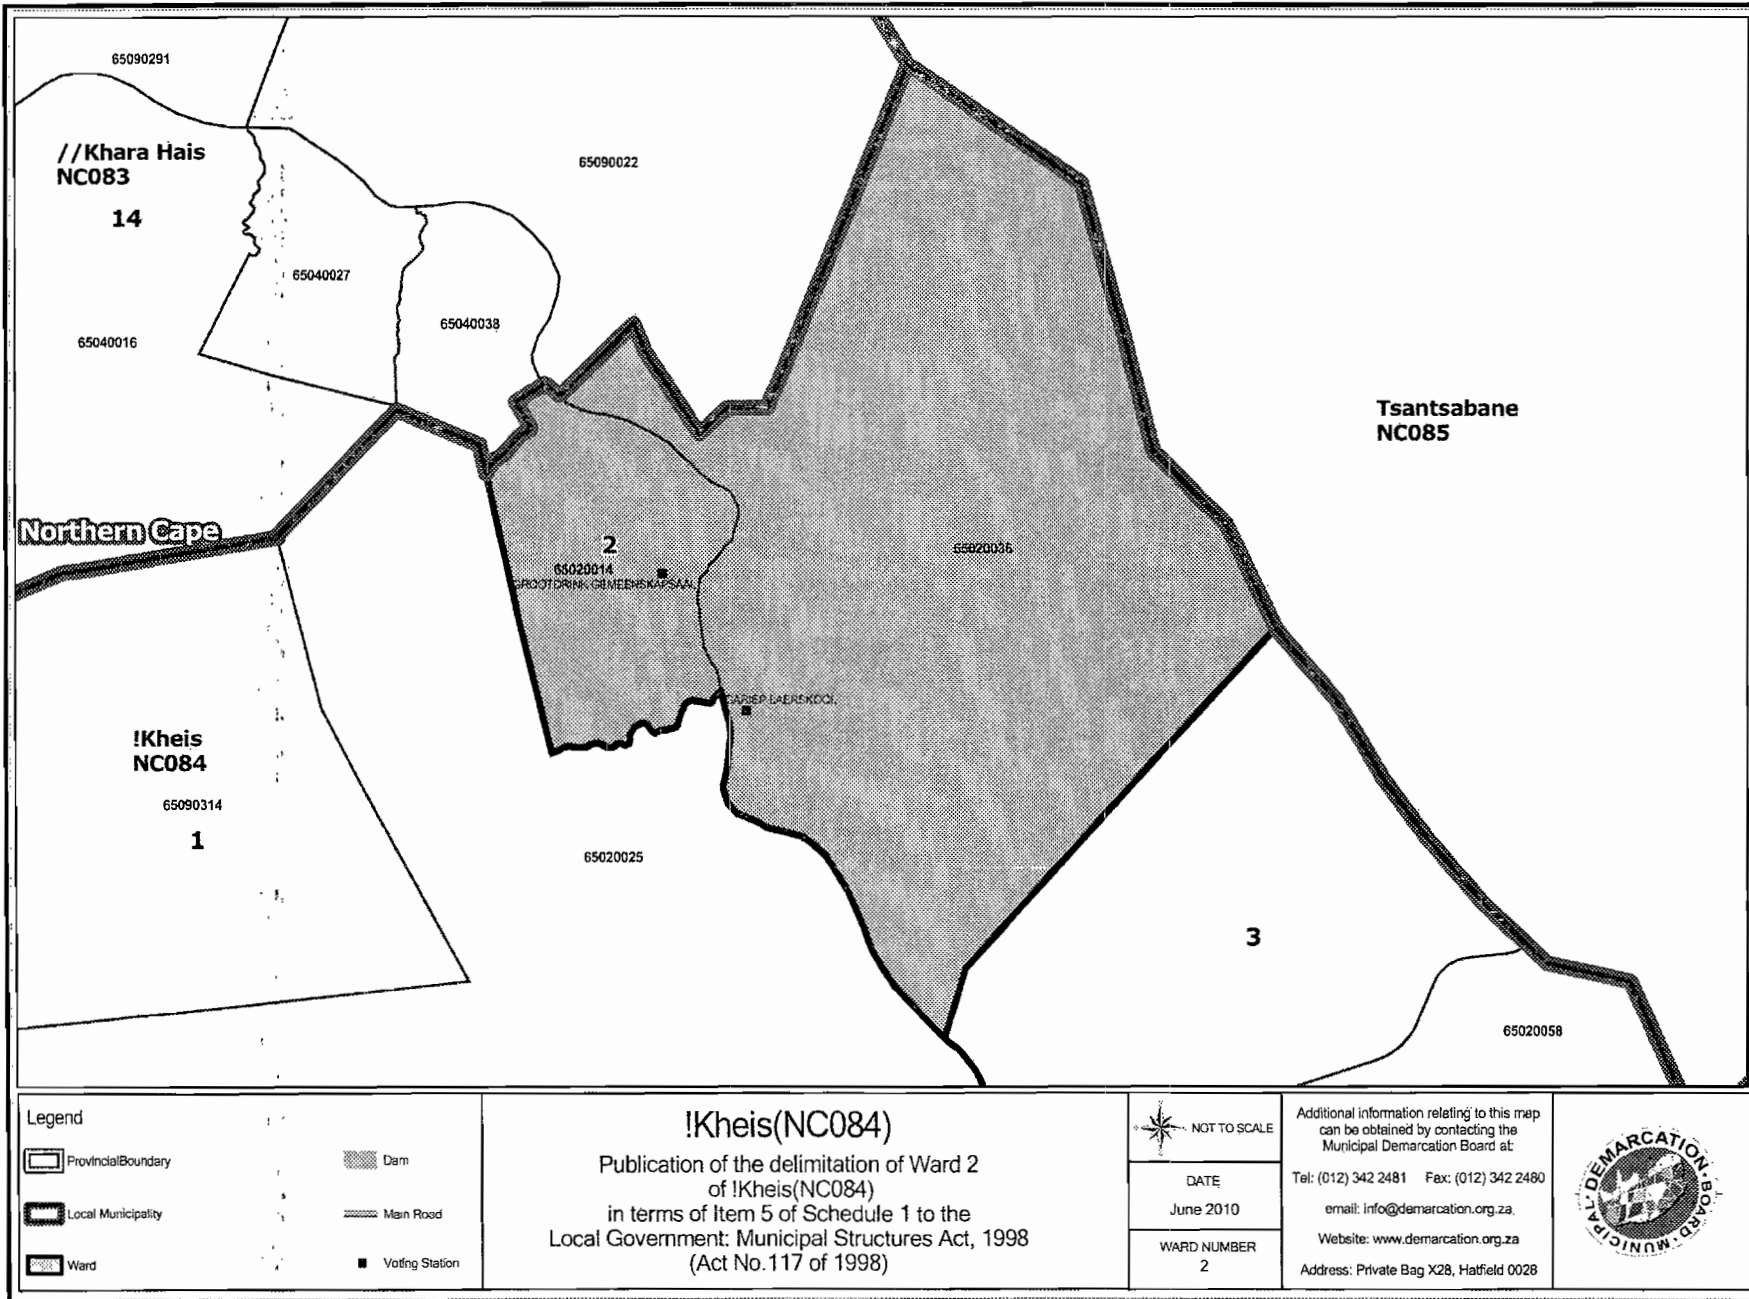 65090291
//Khara Hais
NC083
14
65090022
65040027
65040038
65040016
Tsantsabane
NC085
Northern Cape
2
65020014
GROOTDRINK GEMEENSKAPSAAL
65020036
GARIEP LAERSKOOL
!Kheis
NC084
65090314
1
65020025
3
65020058
Legend
ProvincialBoundary
Local Municipality
Ward
Dam
Main Road
Voting Station
!Kheis(NC084)
Publication of the delimitation of Ward 2
of !Kheis(NC084)
in terms of Item 5 of Schedule 1 to the
Local Government: Municipal Structures Act, 1998
(Act No.117 of 1998)
NOT TO SCALE
DATE
June 2010
WARD NUMBER
2
Additional information relating to this map
can be obtained by contacting the
Municipal Demarcation Board at:
Tel: (012) 342 2481 Fax: (012) 342 2480
email: info@demarcation.org.za
Website: www.demarcation.org.za
Address: Private Bag X28, Hatfield 0028
MUNICIPAL DEMARCATION BOARD